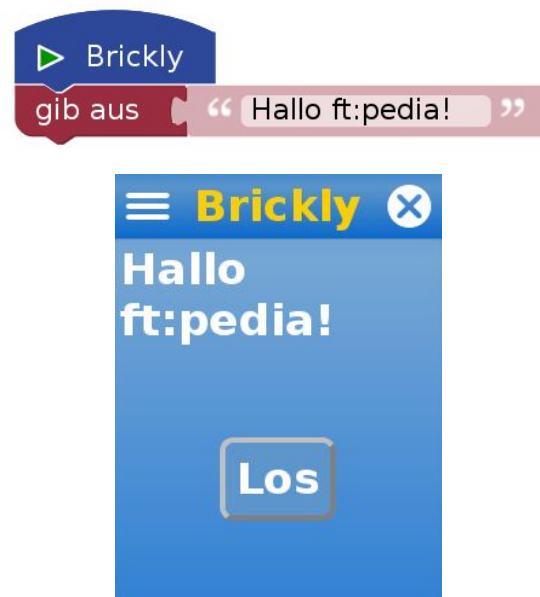 Brickly
gib aus “ Hallo ft:pedia! ”
Brickly
Hallo
ft:pedia!
Los